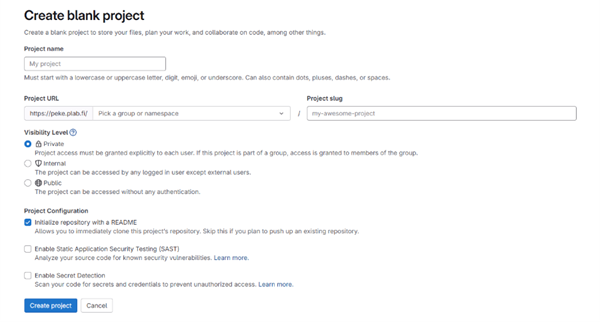 Create blank project
Create a blank project to store your files, plan your work, and collaborate on code, among other things.
Project name
My project
Must start with a lowercase or uppercase letter, digit, emoji, or underscore. Can also contain dots, pluses, dashes, or spaces.
Project URL
Project slug
https://peke.plab.fi/ Pick a group or namespace / my-awesome-project
Visibility Level
Private
Project access must be granted explicitly to each user. If this project is part of a group, access is granted to members of the group.
Internal
The project can be accessed by any logged in user except external users.
Public
The project can be accessed without any authentication.
Project Configuration
Initialize repository with a README
Allows you to immediately clone this project's repository. Skip this if you plan to push up an existing repository.
Enable Static Application Security Testing (SAST)
Analyze your source code for known security vulnerabilities. Learn more.
Enable Secret Detection
Scan your code for secrets and credentials to prevent unauthorized access. Learn more.
Create project Cancel